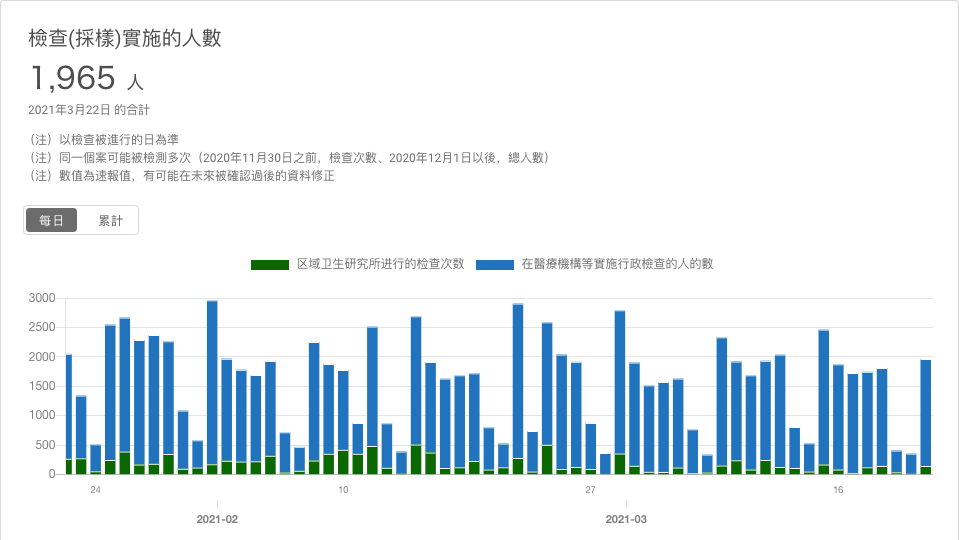 檢查(採樣)實施的人數
1,965 人
2021年3月22日 的合計
（注）以檢查被進行的日為準
（注）同一個案可能被檢測多次（2020年11月30日之前，檢查次數、2020年12月1日以後，總人數）
（注）數值為速報值，有可能在未來被確認過後的資料修正
每日 累計
区域卫生研究所进行的检查次数 在醫療機構等實施行政檢查的人的數
3000
2500
2000
1500
1000
500
0
24 10 27 16
2021-02 2021-03